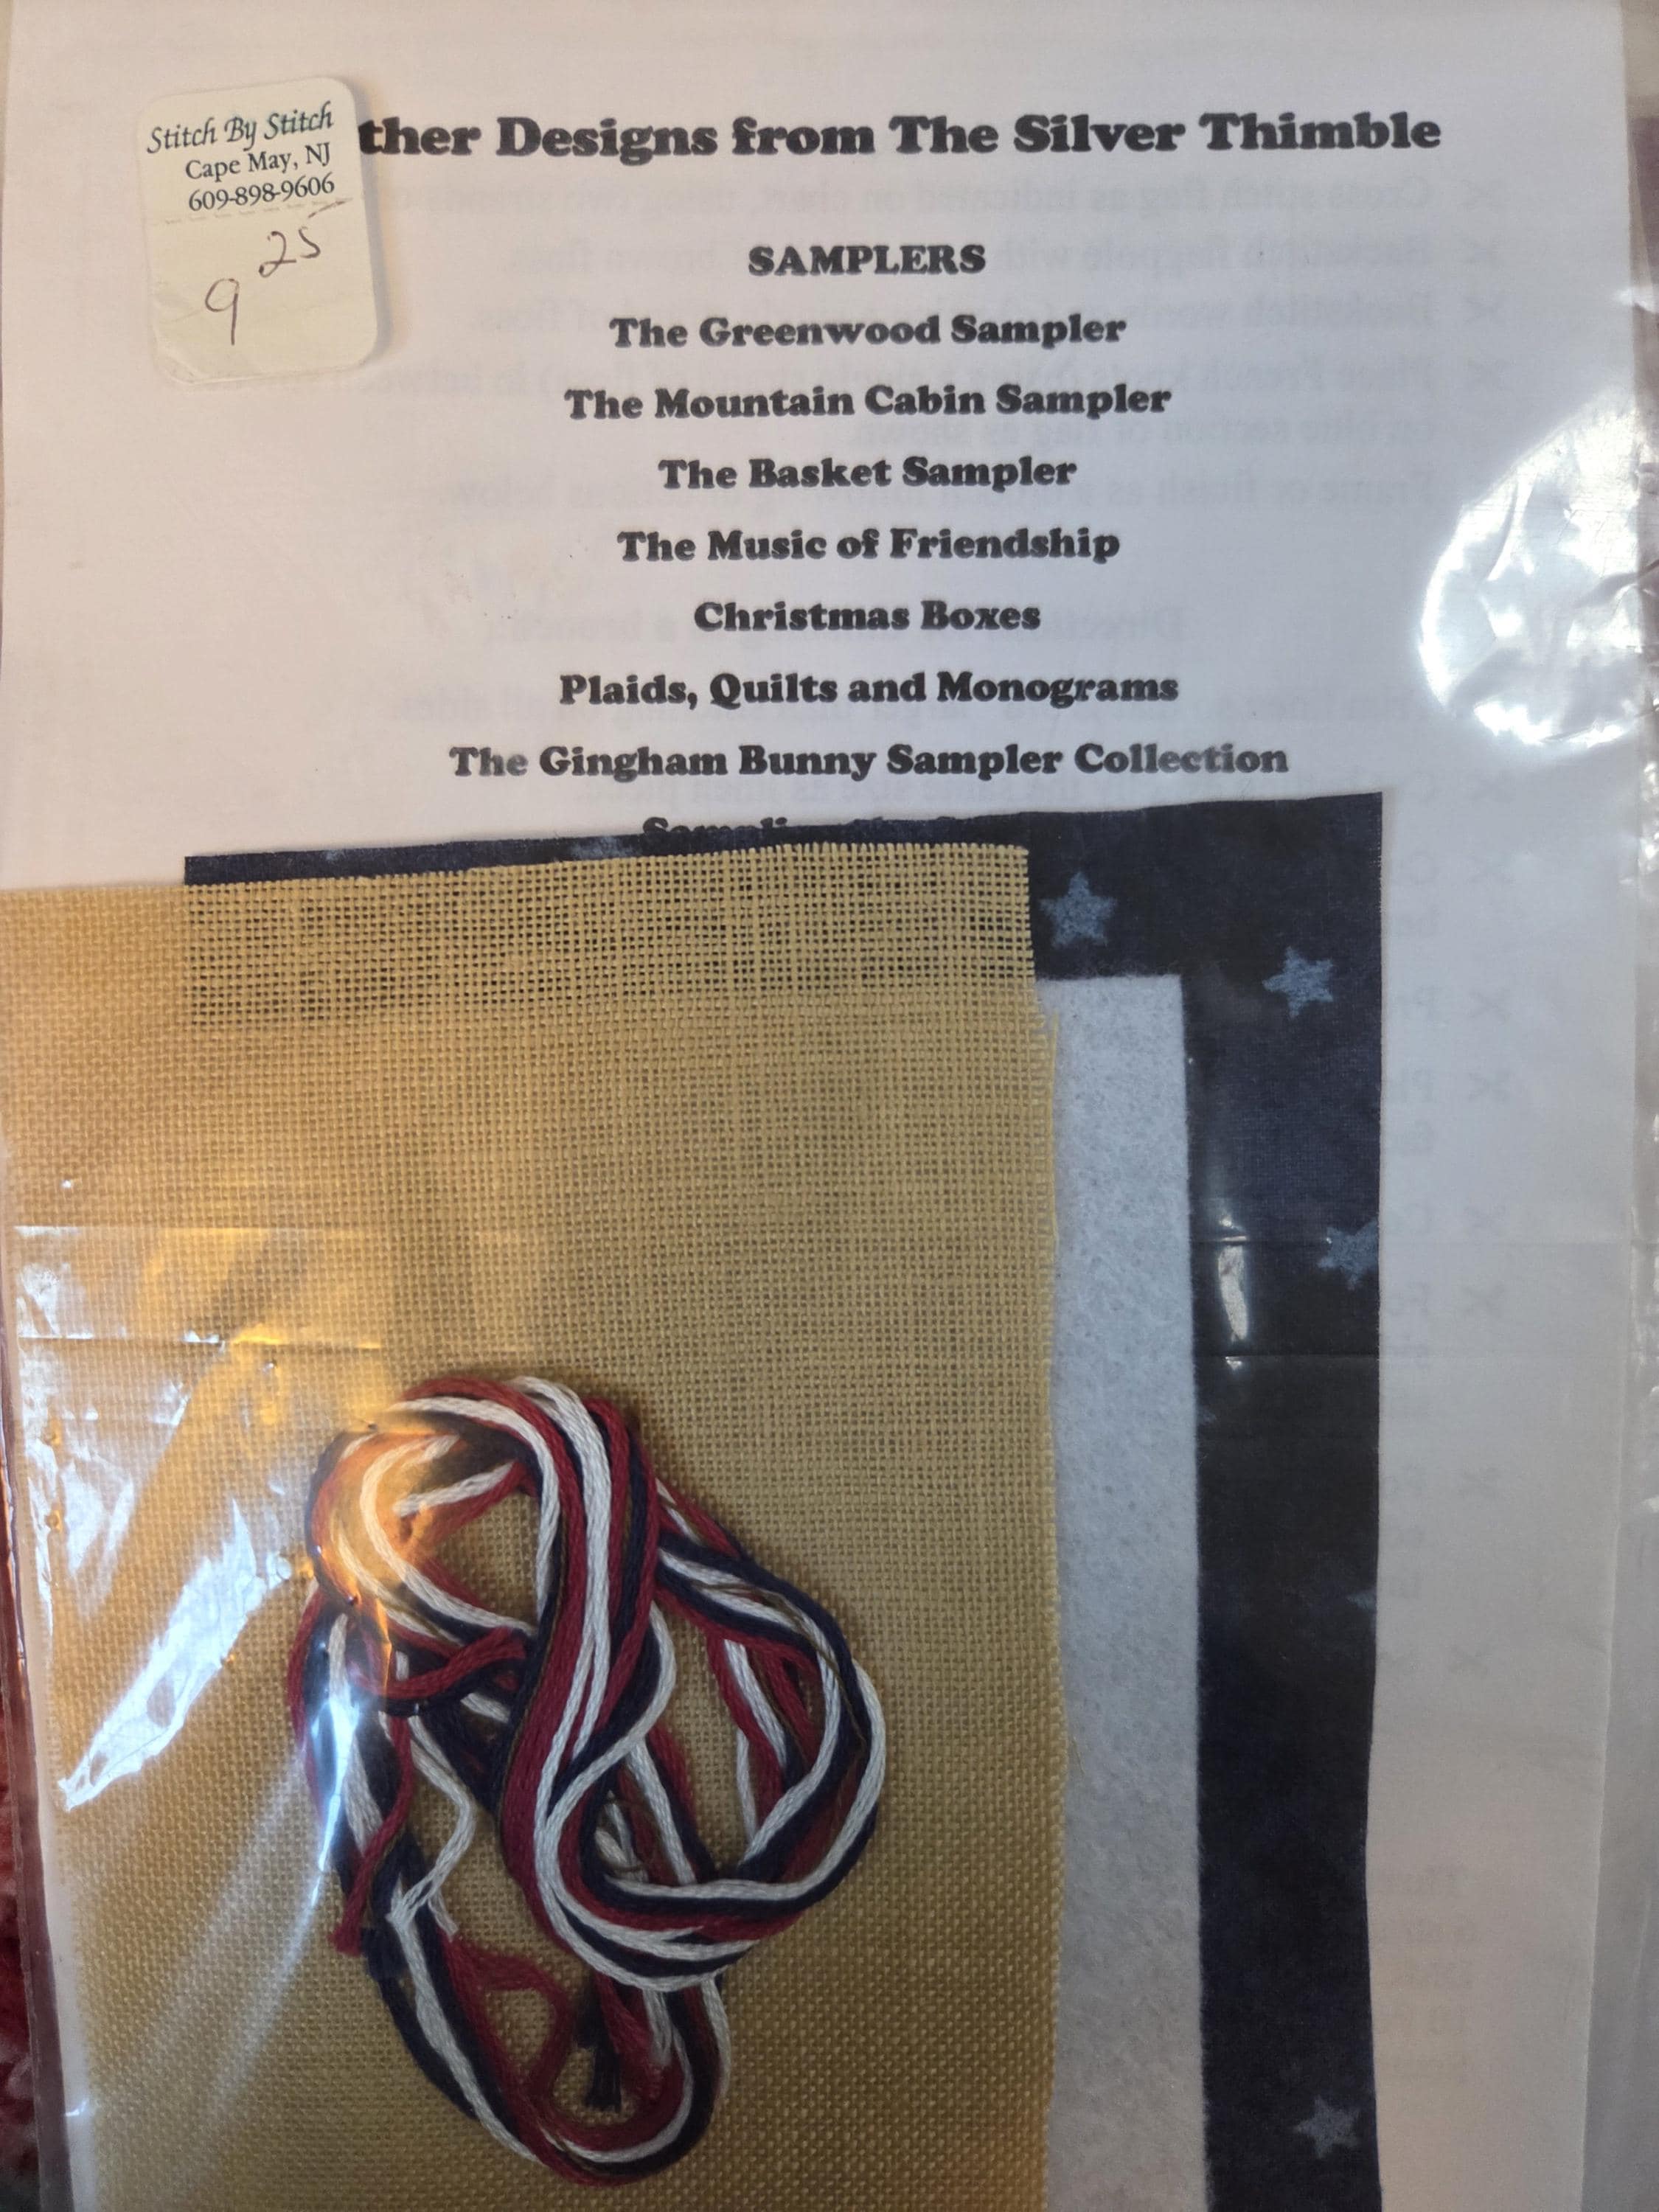 Stitch By Stitch
Cape May, NJ
609-898-9606
9 25
ther Designs from The Silver Thimble
SAMPLERS
The Greenwood Sampler
The Mountain Cabin Sampler
The Basket Sampler
The Music of Friendship
Christmas Boxes
Plaids, Quilts and Monograms
The Gingham Bunny Sampler Collection